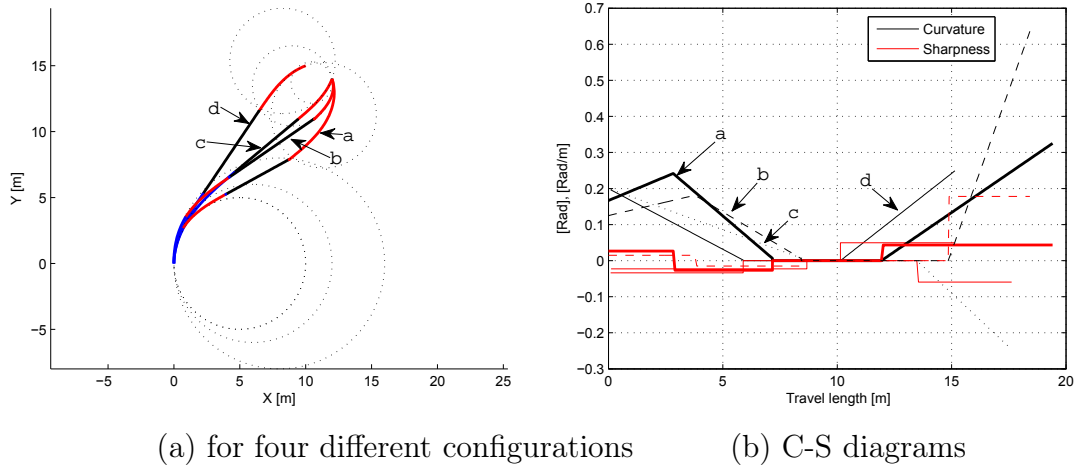 15
10
5
0
−5
Y [m]
−5
0
5
10
15
20
25
X [m]
d
c
a
b
0.7
0.6
0.5
0.4
0.3
0.2
0.1
0
−0.1
−0.2
−0.3
[Rad], [Rad/m]
0
5
10
15
20
Travel length [m]
Curvature
Sharpness
a
b
c
d
(a) for four different configurations
(b) C-S diagrams